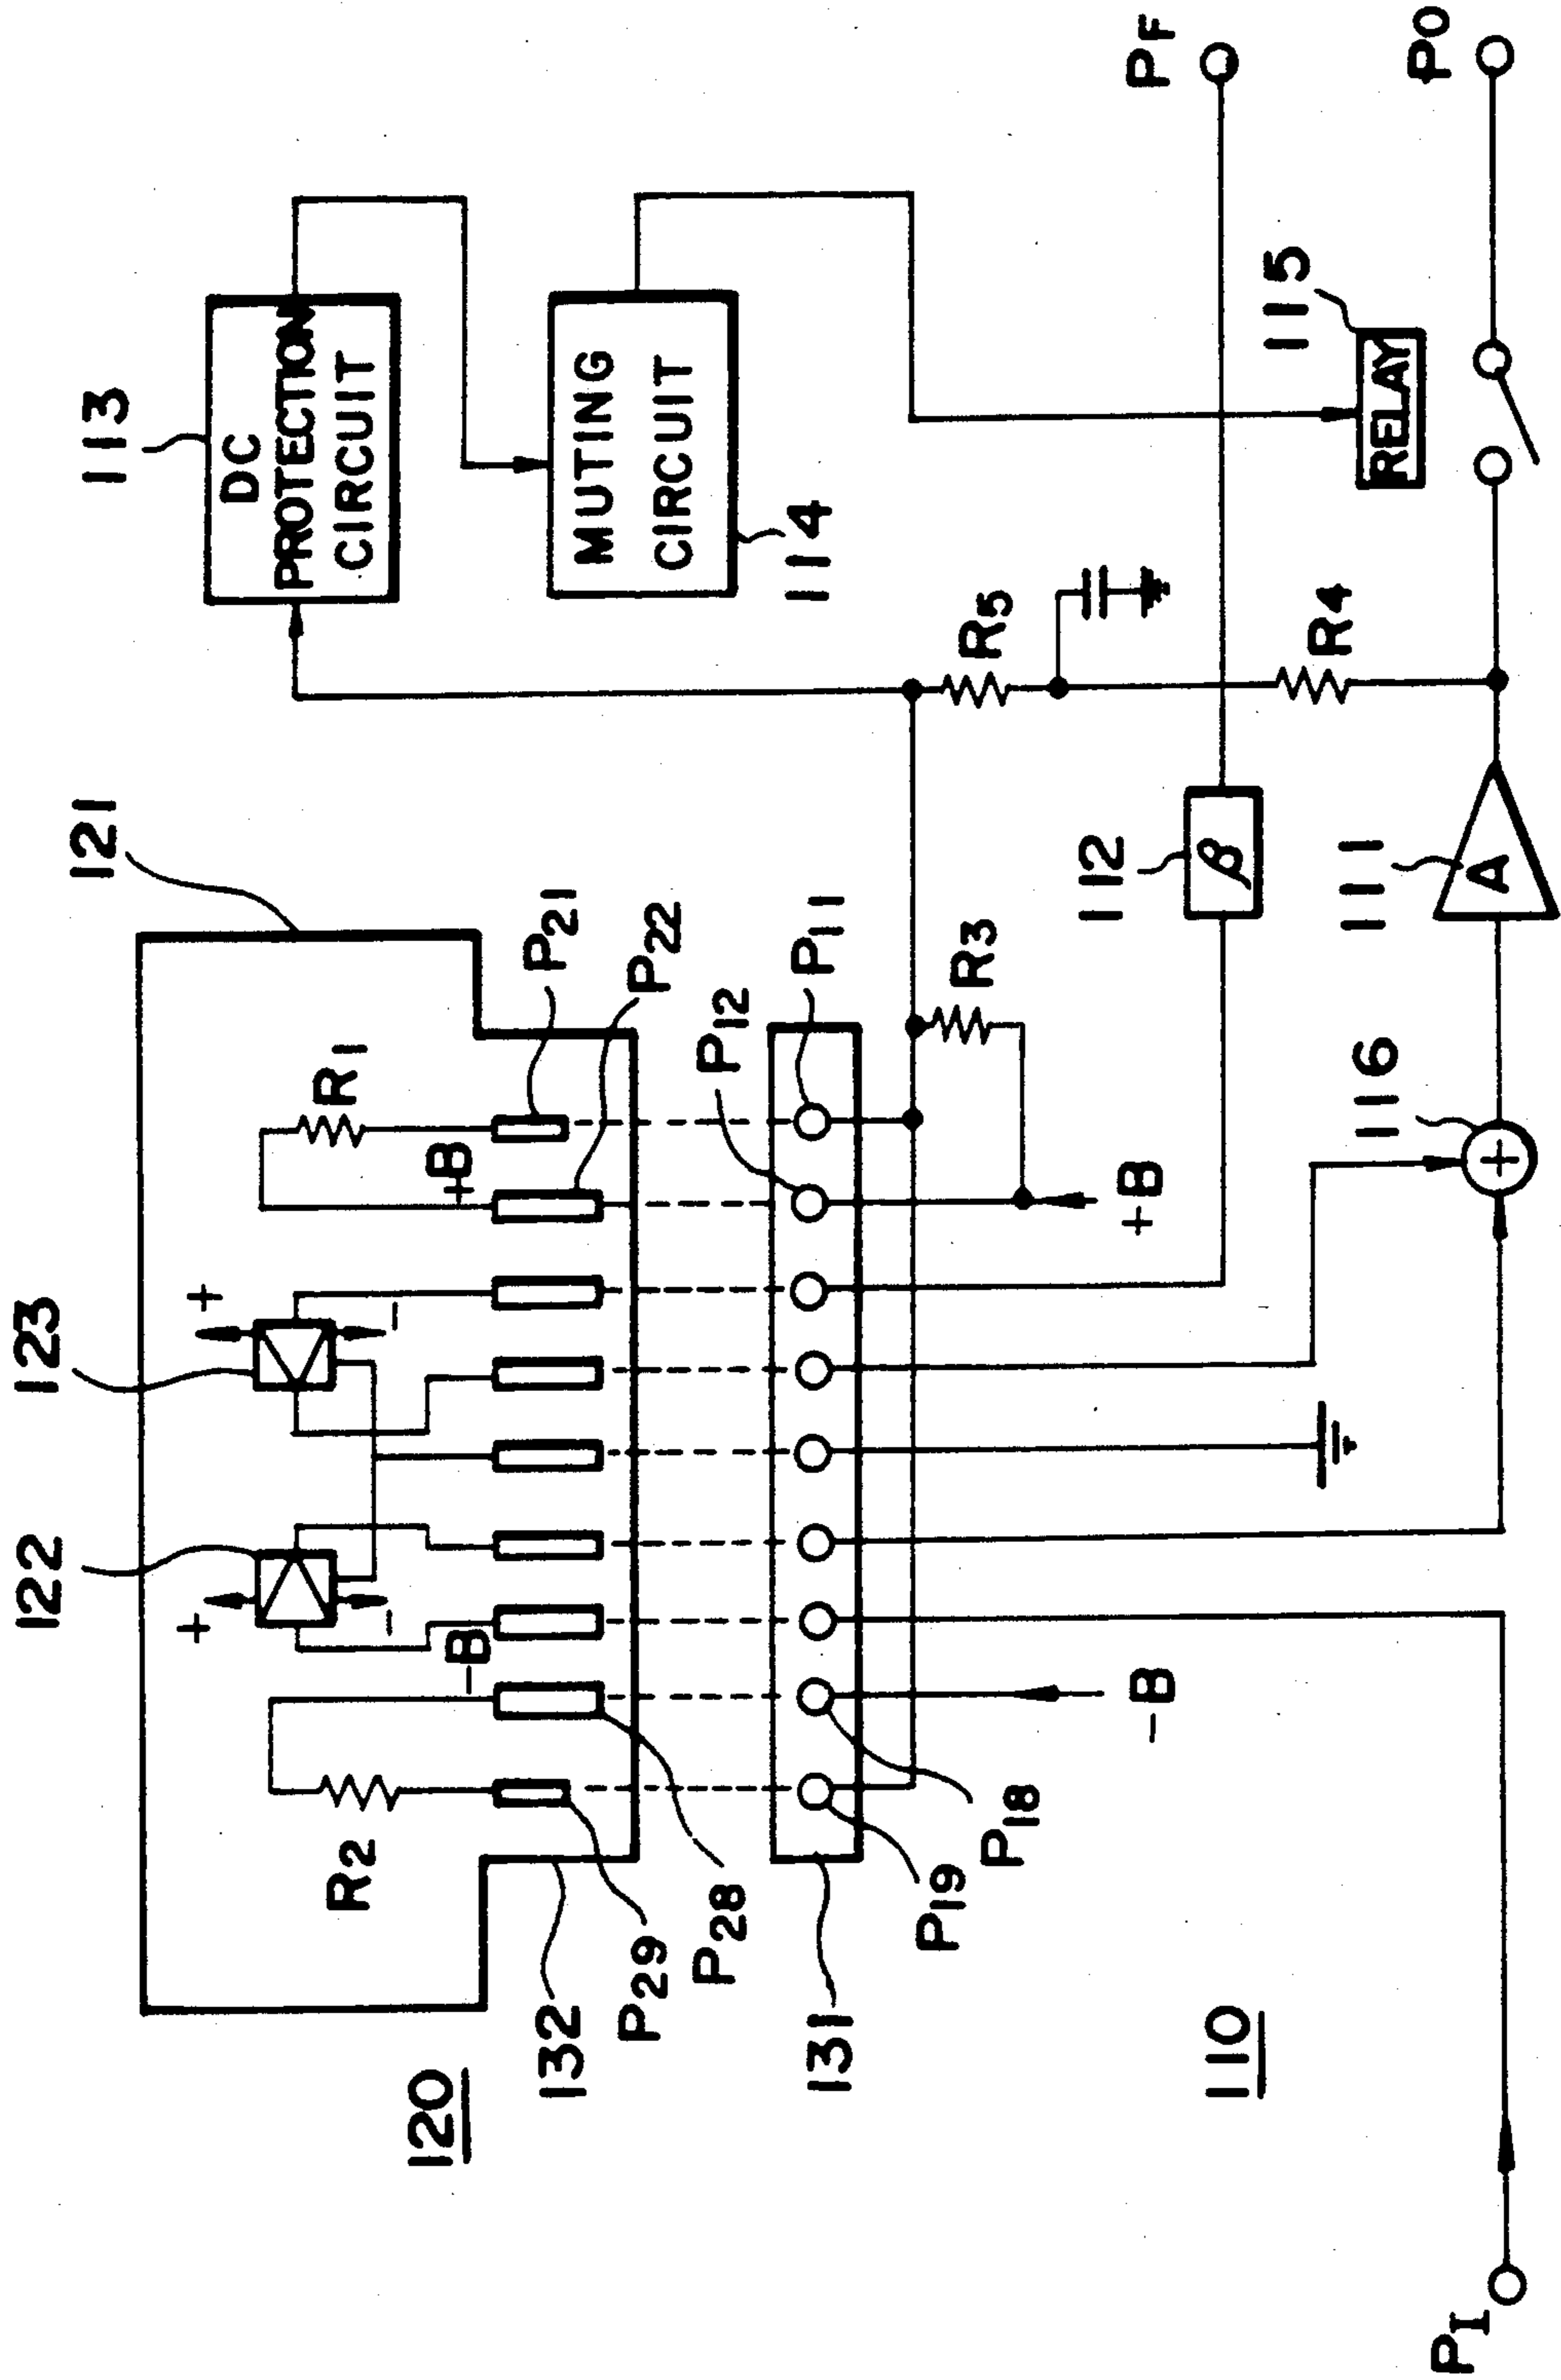 120
121
122
123
+
-
+
-
R2
-B
+B
R1
132
P29
P28
P21
P22
131
P19
P18
P12
P11
113
DC
PROTECTION
CIRCUIT
MUTING
CIRCUIT
114
R3
R5
-B
+B
112
β
R4
115
RELAY
PF
110
116
+
111
A
PI
PO